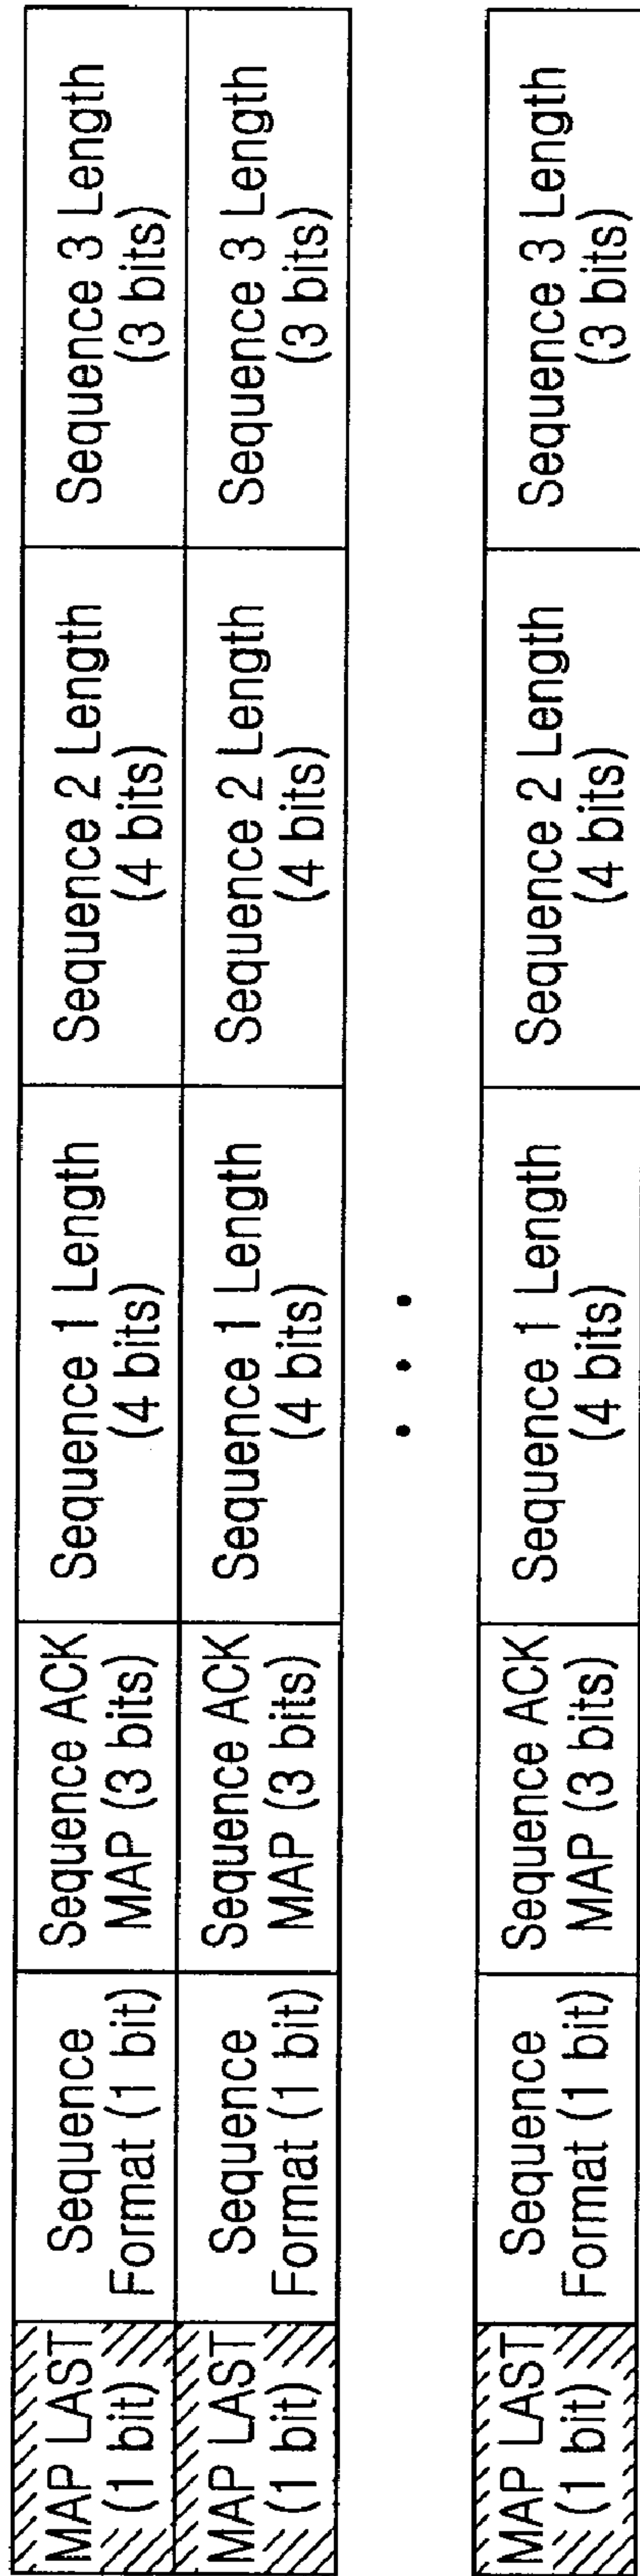 MAP LAST
(1 bit)
Sequence
Format (1 bit)
Sequence ACK
MAP (3 bits)
Sequence 1 Length
(4 bits)
Sequence 2 Length
(4 bits)
Sequence 3 Length
(3 bits)
MAP LAST
(1 bit)
Sequence
Format (1 bit)
Sequence ACK
MAP (3 bits)
Sequence 1 Length
(4 bits)
Sequence 2 Length
(4 bits)
Sequence 3 Length
(3 bits)
• • •
MAP LAST
(1 bit)
Sequence
Format (1 bit)
Sequence ACK
MAP (3 bits)
Sequence 1 Length
(4 bits)
Sequence 2 Length
(4 bits)
Sequence 3 Length
(3 bits)